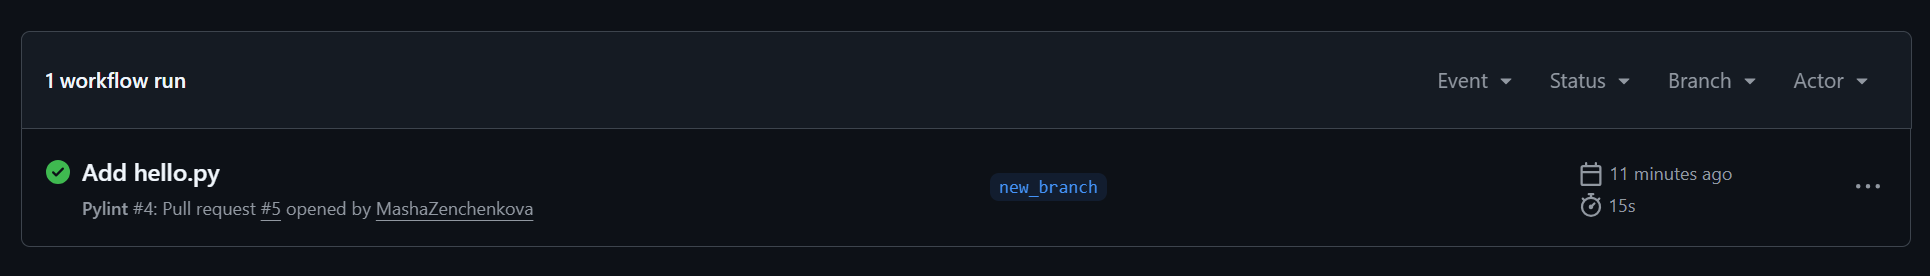 1 workflow run
Event Status Branch Actor
Add hello.py
Pylint #4: Pull request #5 opened by MashaZenchenkova
new_branch
11 minutes ago
15s